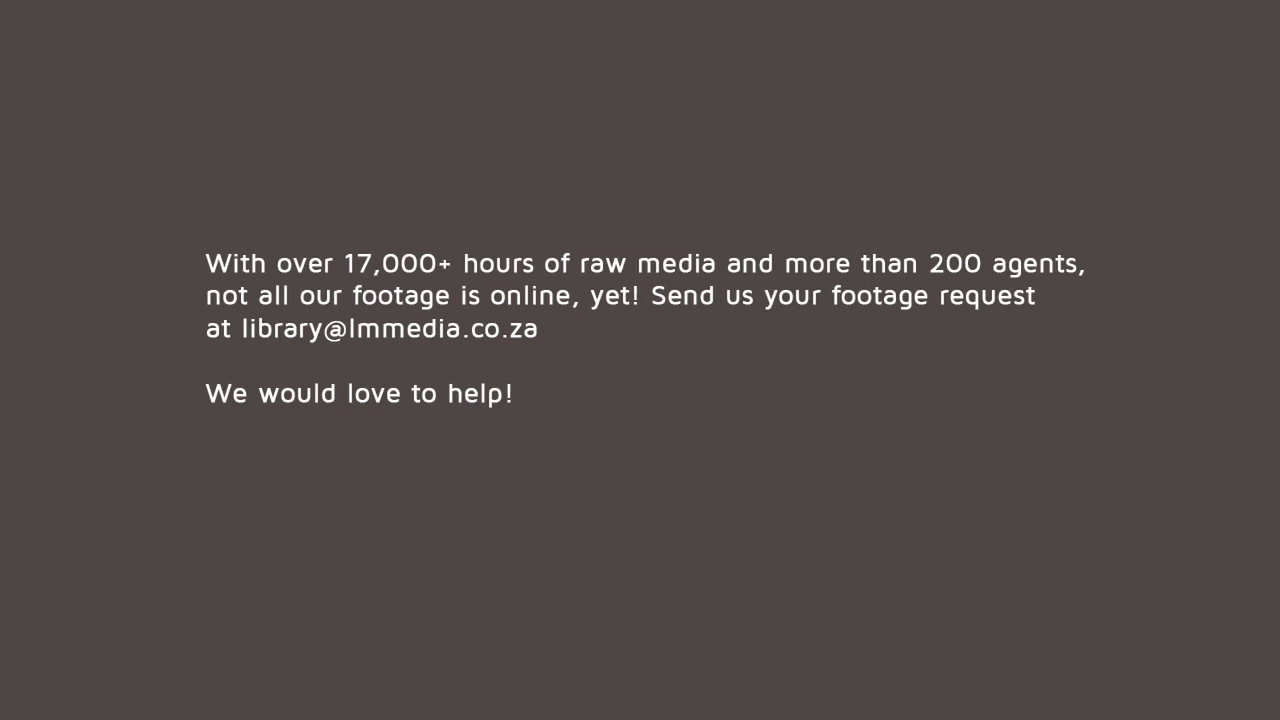 With over 17,000+ hours of raw media and more than 200 agents,
not all our footage is online, yet! Send us your footage request
at library@lmmedia.co.za
We would love to help!